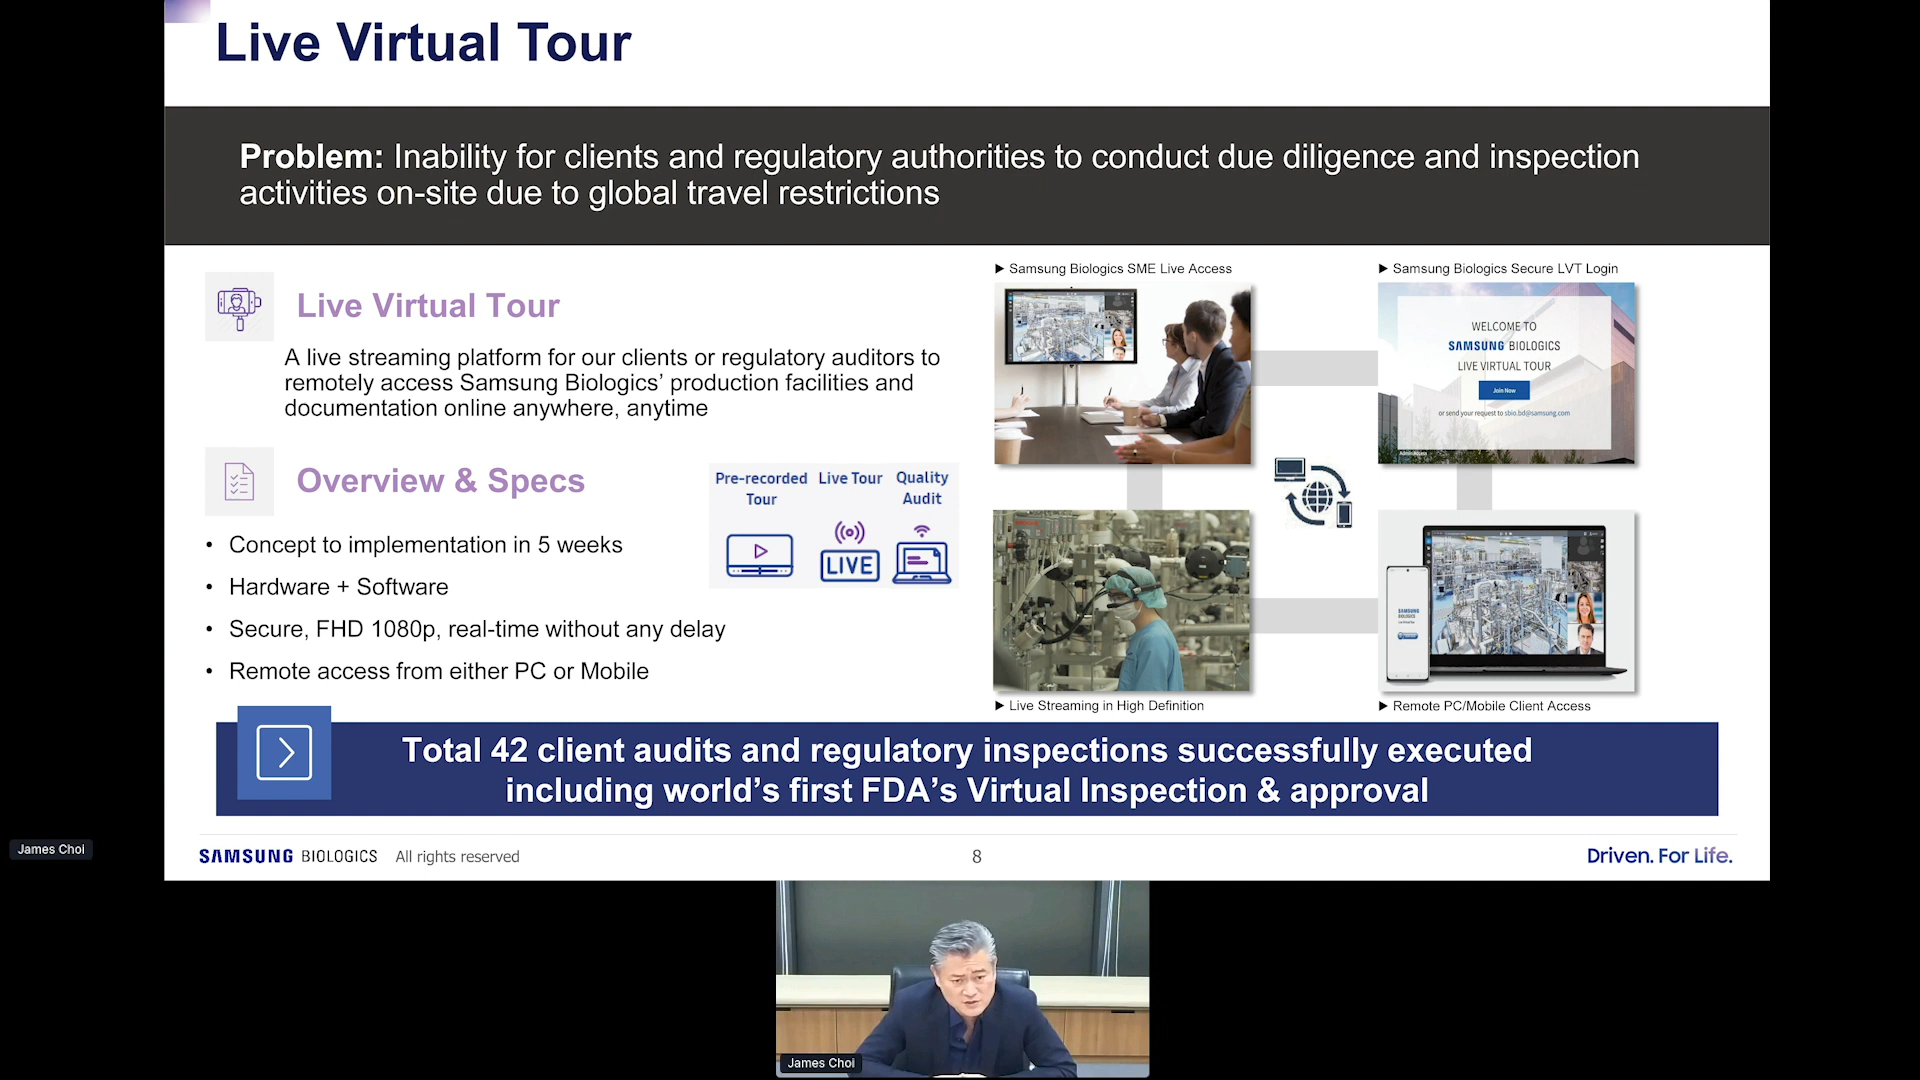 Live Virtual Tour
Problem: Inability for clients and regulatory authorities to conduct due diligence and inspection
activities on-site due to global travel restrictions
Live Virtual Tour
A live streaming platform for our clients or regulatory auditors to
remotely access Samsung Biologics’ production facilities and
documentation online anywhere, anytime
Overview & Specs
• Concept to implementation in 5 weeks
• Hardware + Software
• Secure, FHD 1080p, real-time without any delay
• Remote access from either PC or Mobile
Pre-recorded
Tour
Live Tour
Quality
Audit
LIVE
▶ Samsung Biologics SME Live Access
▶ Samsung Biologics Secure LVT Login
WELCOME TO
SAMSUNG BIOLOGICS
LIVE VIRTUAL TOUR
Join Now
or send your request to sbio.bd@samsung.com
SAMSUNG
▶ Live Streaming in High Definition
▶ Remote PC/Mobile Client Access
Total 42 client audits and regulatory inspections successfully executed
including world’s first FDA’s Virtual Inspection & approval
SAMSUNG BIOLOGICS All rights reserved
8
Driven. For Life.
James Choi
James Choi